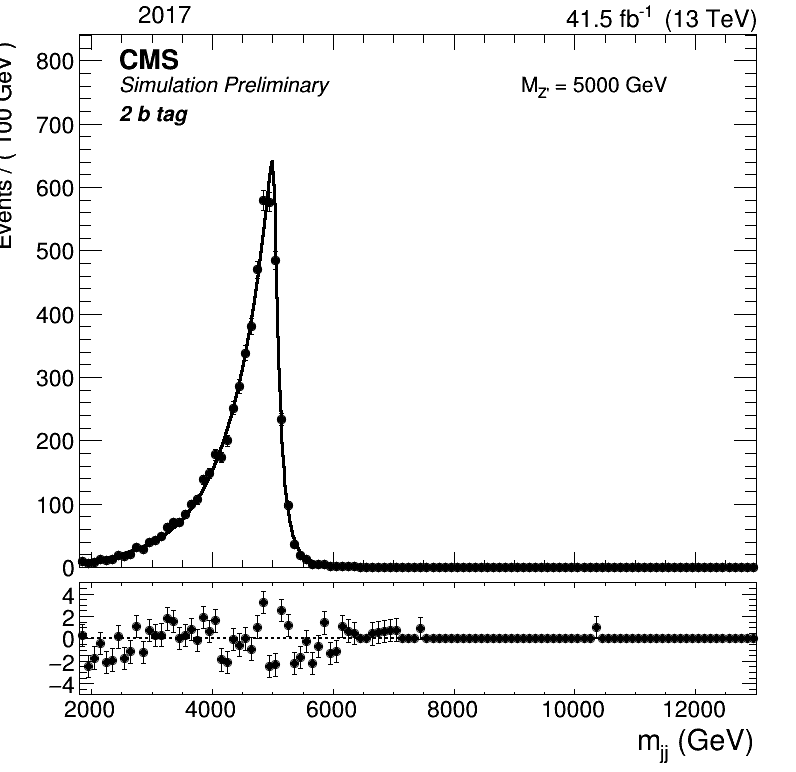 2017 41.5 fb⁻¹ (13 TeV)
CMS
Simulation Preliminary
M_Z' = 5000 GeV
2 b tag
Events / ( 100 GeV )
800
700
600
500
400
300
200
100
0
4
2
0
−2
−4
2000 4000 6000 8000 10000 12000
m_jj (GeV)